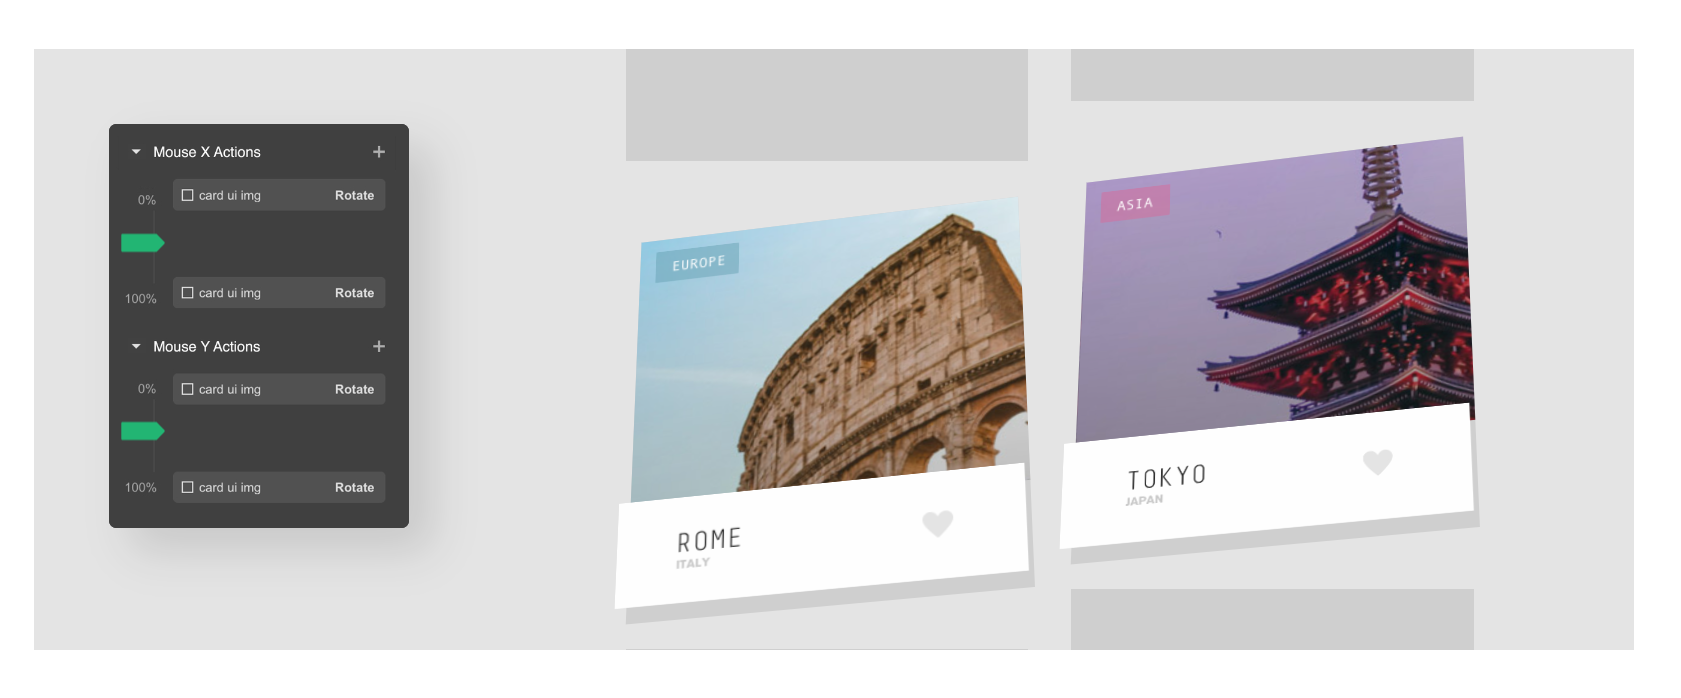 Mouse X Actions
0%
card ui img Rotate
100%
card ui img Rotate
Mouse Y Actions
0%
card ui img Rotate
100%
card ui img Rotate
EUROPE
ROME
ITALY
ASIA
TOKYO
JAPAN